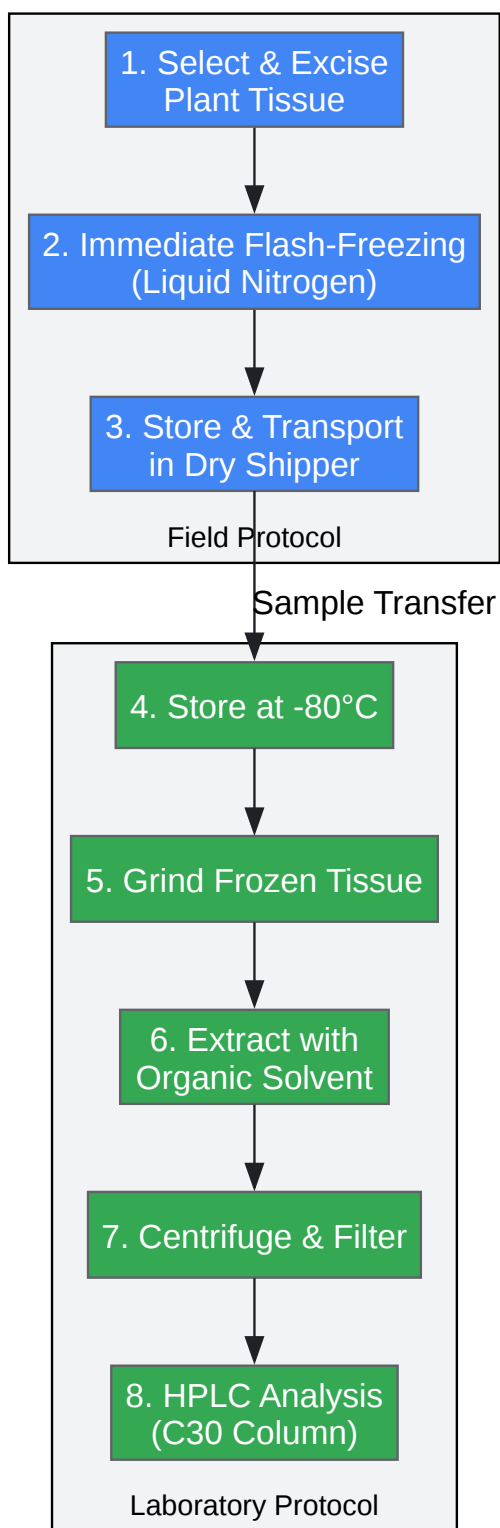 1. Select & Excise
Plant Tissue
2. Immediate Flash-Freezing
(Liquid Nitrogen)
3. Store & Transport
in Dry Shipper
Field Protocol
Sample Transfer
4. Store at -80°C
5. Grind Frozen Tissue
6. Extract with
Organic Solvent
7. Centrifuge & Filter
8. HPLC Analysis
(C30 Column)
Laboratory Protocol